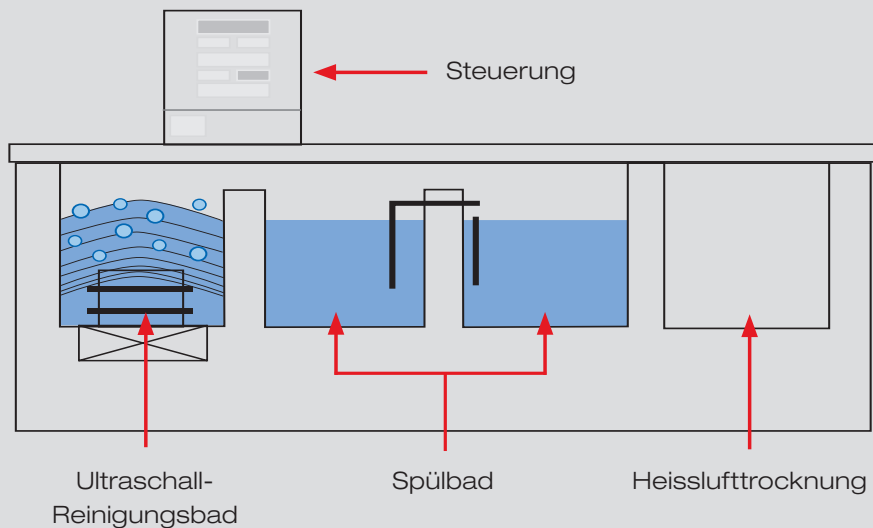 Steuerung
Ultraschall-
Reinigungsbad
Spülbad
Heisslufttrocknung